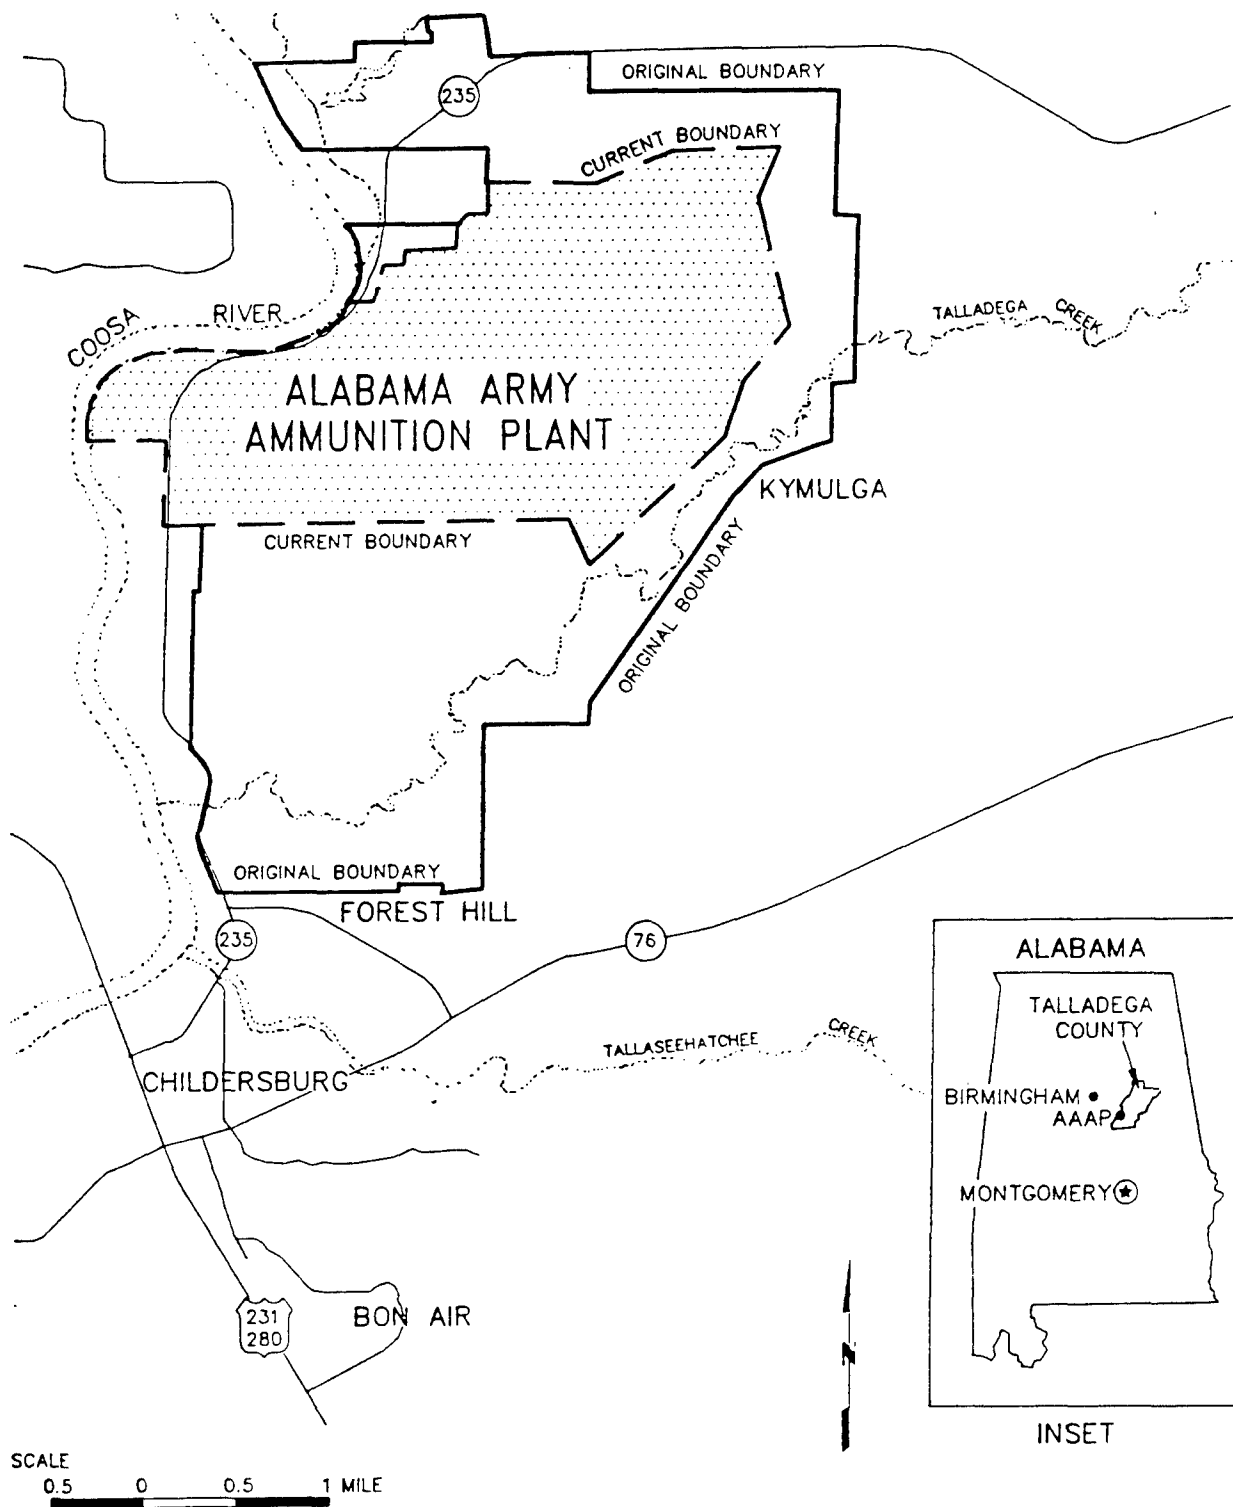 ORIGINAL BOUNDARY
235
CURRENT BOUNDARY
COOSA RIVER
TALLADEGA CREEK
ALABAMA ARMY
AMMUNITION PLANT
KYMULGA
CURRENT BOUNDARY
ORIGINAL BOUNDARY
ORIGINAL BOUNDARY
FOREST HILL
235
76
TALLASEEHATCHEE CREEK
CHILDERSBURG
231
280
BON AIR
ALABAMA
TALLADEGA
COUNTY
BIRMINGHAM
AAAP
MONTGOMERY
INSET
N
SCALE
0.5 0 0.5 1 MILE